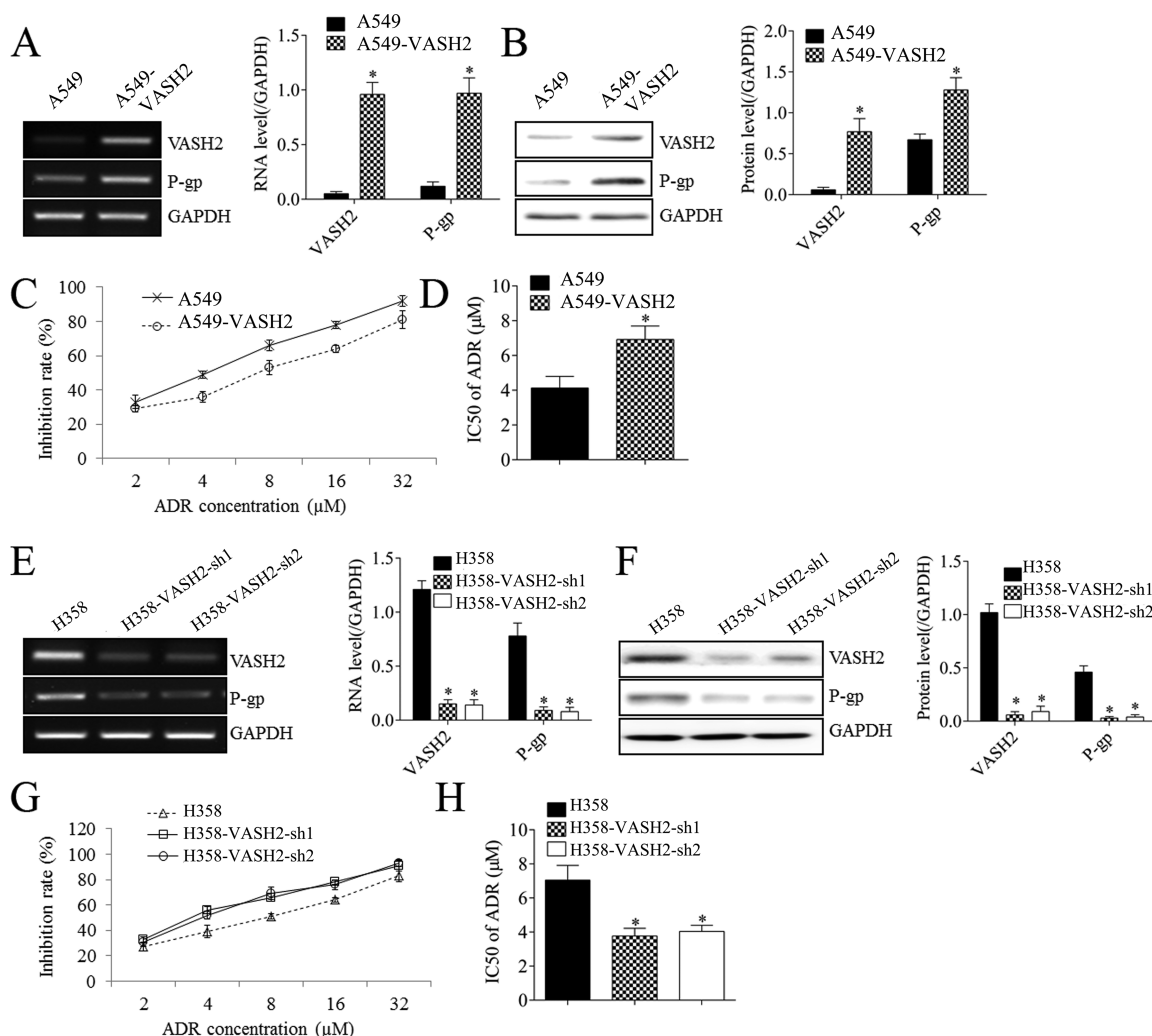 A
A549
A549-
VASH2
VASH2
P-gp
GAPDH
A549
A549-VASH2
RNA level(/GAPDH)
1.5
1.0
0.5
0.0
*
*
VASH2
P-gp
B
A549
A549-
VASH2
VASH2
P-gp
GAPDH
A549
A549-VASH2
Protein level(/GAPDH)
2.0
1.5
1.0
0.5
0.0
*
*
VASH2
P-gp
C
A549
A549-VASH2
Inhibition rate (%)
100
80
60
40
20
0
2 4 8 16 32
ADR concentration (µM)
D
A549
A549-VASH2
IC50 of ADR (µM)
8
6
4
2
0
*
E
H358
H358-VASH2-sh1
H358-VASH2-sh2
VASH2
P-gp
GAPDH
H358
H358-VASH2-sh1
H358-VASH2-sh2
RNA level(/GAPDH)
1.5
1.0
0.5
0.0
* *
* *
VASH2
P-gp
F
H358
H358-VASH2-sh1
H358-VASH2-sh2
VASH2
P-gp
GAPDH
H358
H358-VASH2-sh1
H358-VASH2-sh2
Protein level(/GAPDH)
1.5
1.0
0.5
0.0
* *
* *
VASH2
P-gp
G
H358
H358-VASH2-sh1
H358-VASH2-sh2
Inhibition rate (%)
120
100
80
60
40
20
0
2 4 8 16 32
ADR concentration (µM)
H
H358
H358-VASH2-sh1
H358-VASH2-sh2
IC50 of ADR (µM)
10
8
6
4
2
0
* *